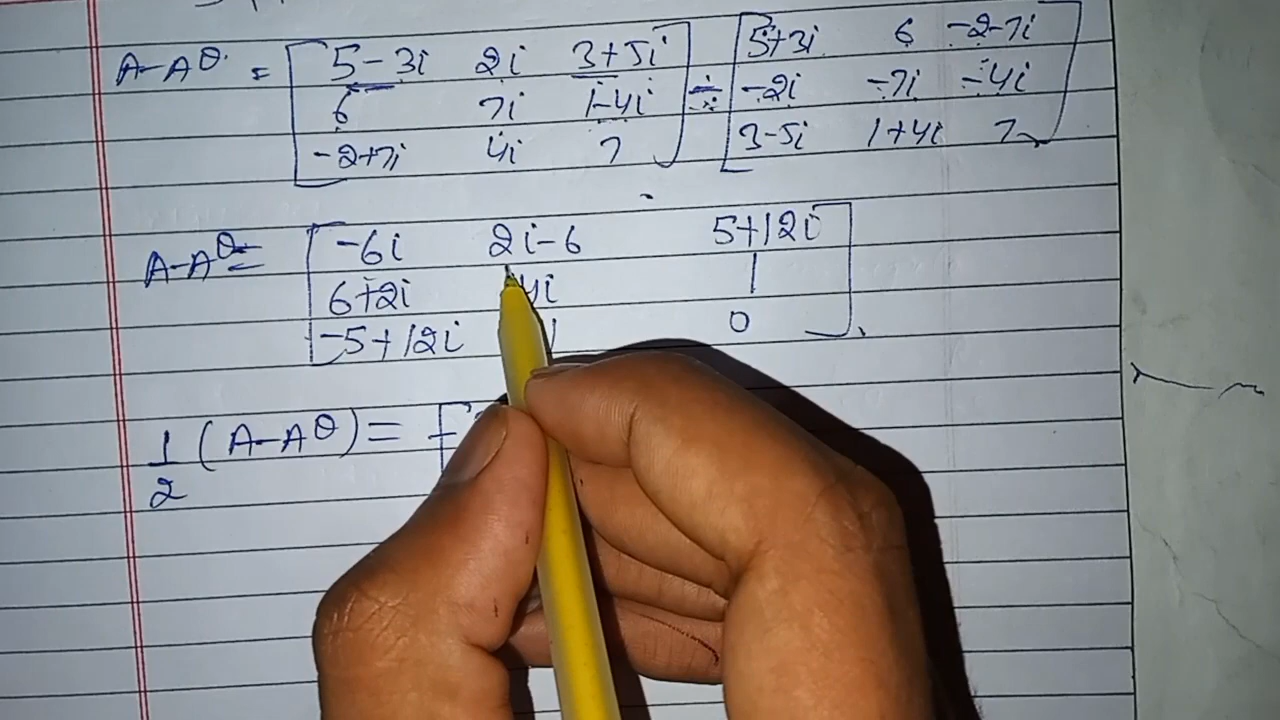 A-Aᶿ = [ 5-3i 2i 3+5i ] - [ 5+3i 6 -2-7i ]
6 7i 1-4i -2i -7i -4i
-2+7i 4i 7 3-5i 1+4i 7
A-Aᶿ = [ -6i 2i-6 5+12i ]
6+2i 4i 1
-5+12i 1 0
1/2 (A-Aᶿ) = [